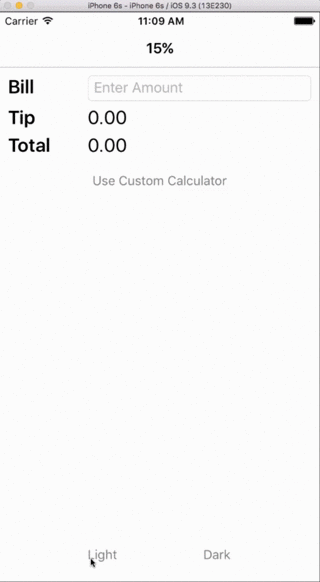 iPhone 6s - iPhone 6s / iOS 9.3 (13E230)
Carrier 11:09 AM
15%
Bill Enter Amount
Tip 0.00
Total 0.00
Use Custom Calculator
Light Dark